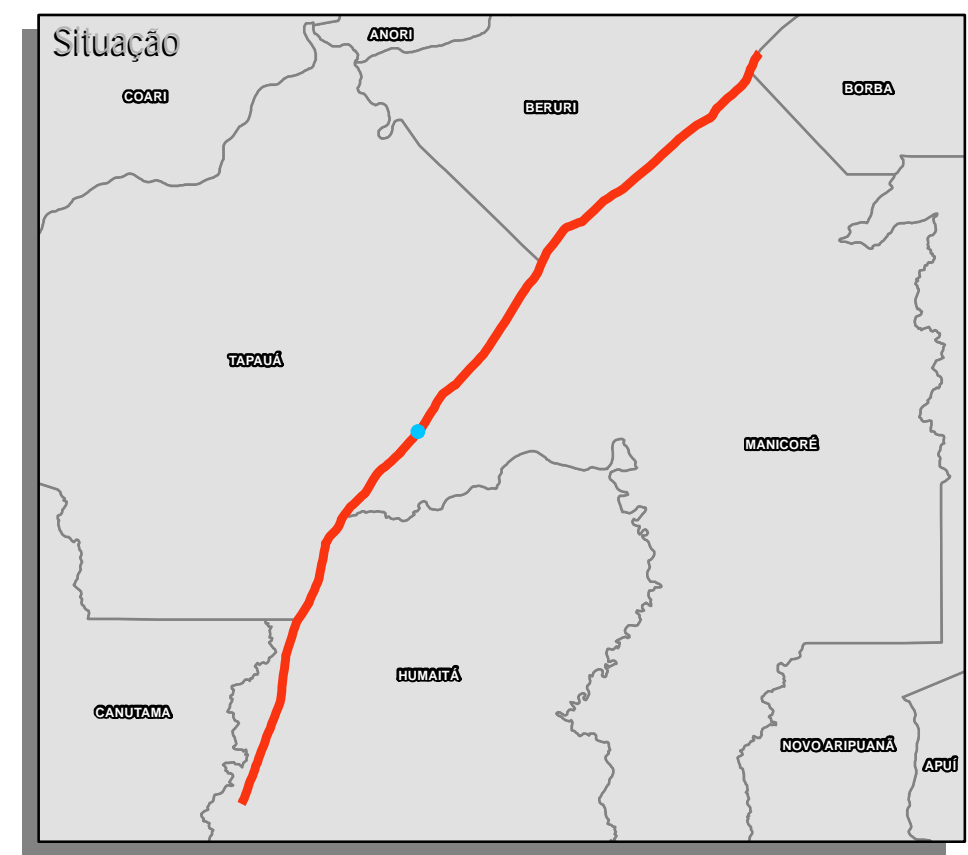 Situação
ANORI
COARI
BERURI
BORBA
TAPAUÁ
MANICORÉ
HUMAITÁ
CANUTAMA
NOVO ARIPUANÃ
APUÍ